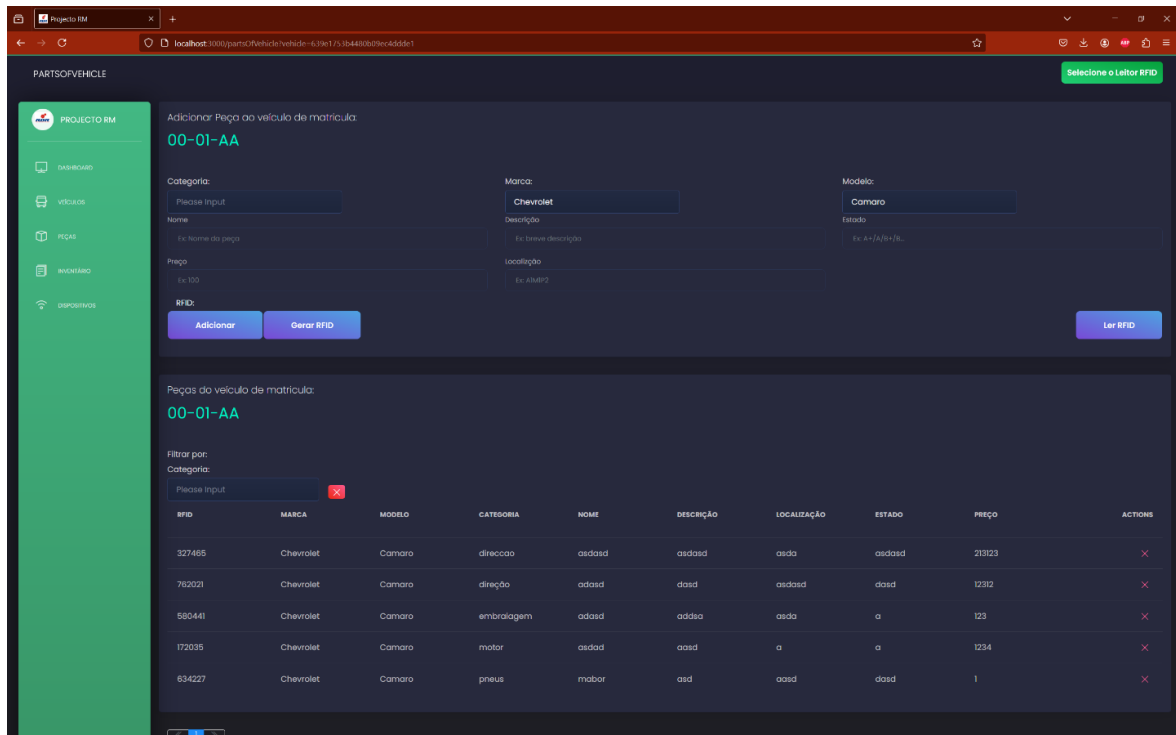 Projecto RM
localhost:3000/partsOfVehicle?vehicle=639e1753b4480b09ec4ddde1
ABP
PARTSOFVEHICLE
Selecione o Leitor RFID
PROJECTO RM
DASHBOARD
VEÍCULOS
PEÇAS
INVENTÁRIO
DISPOSITIVOS
Adicionar Peça ao veículo de matricula:
00-01-AA
Categoria: Marca: Modelo:
Please Input Chevrolet Camaro
Nome Descrição Estado
Ex: Nome da peça Ex: breve descrição Ex: A+/A/B+/B...
Preço Localização
Ex: 100 Ex: A1M1P2
RFID:
Adicionar Gerar RFID Ler RFID
Peças do veículo de matricula:
00-01-AA
Filtrar por:
Categoria:
Please Input
RFID MARCA MODELO CATEGORIA NOME DESCRIÇÃO LOCALIZAÇÃO ESTADO PREÇO ACTIONS
327465 Chevrolet Camaro direccao asdasd asdasd asda asdasd 213123
762021 Chevrolet Camaro direção adasd dasd asdasd dasd 12312
580441 Chevrolet Camaro embraiagem adasd addsa asda a 123
172035 Chevrolet Camaro motor asdad aasd a a 1234
634227 Chevrolet Camaro pneus mabor asd aasd dasd 1
1